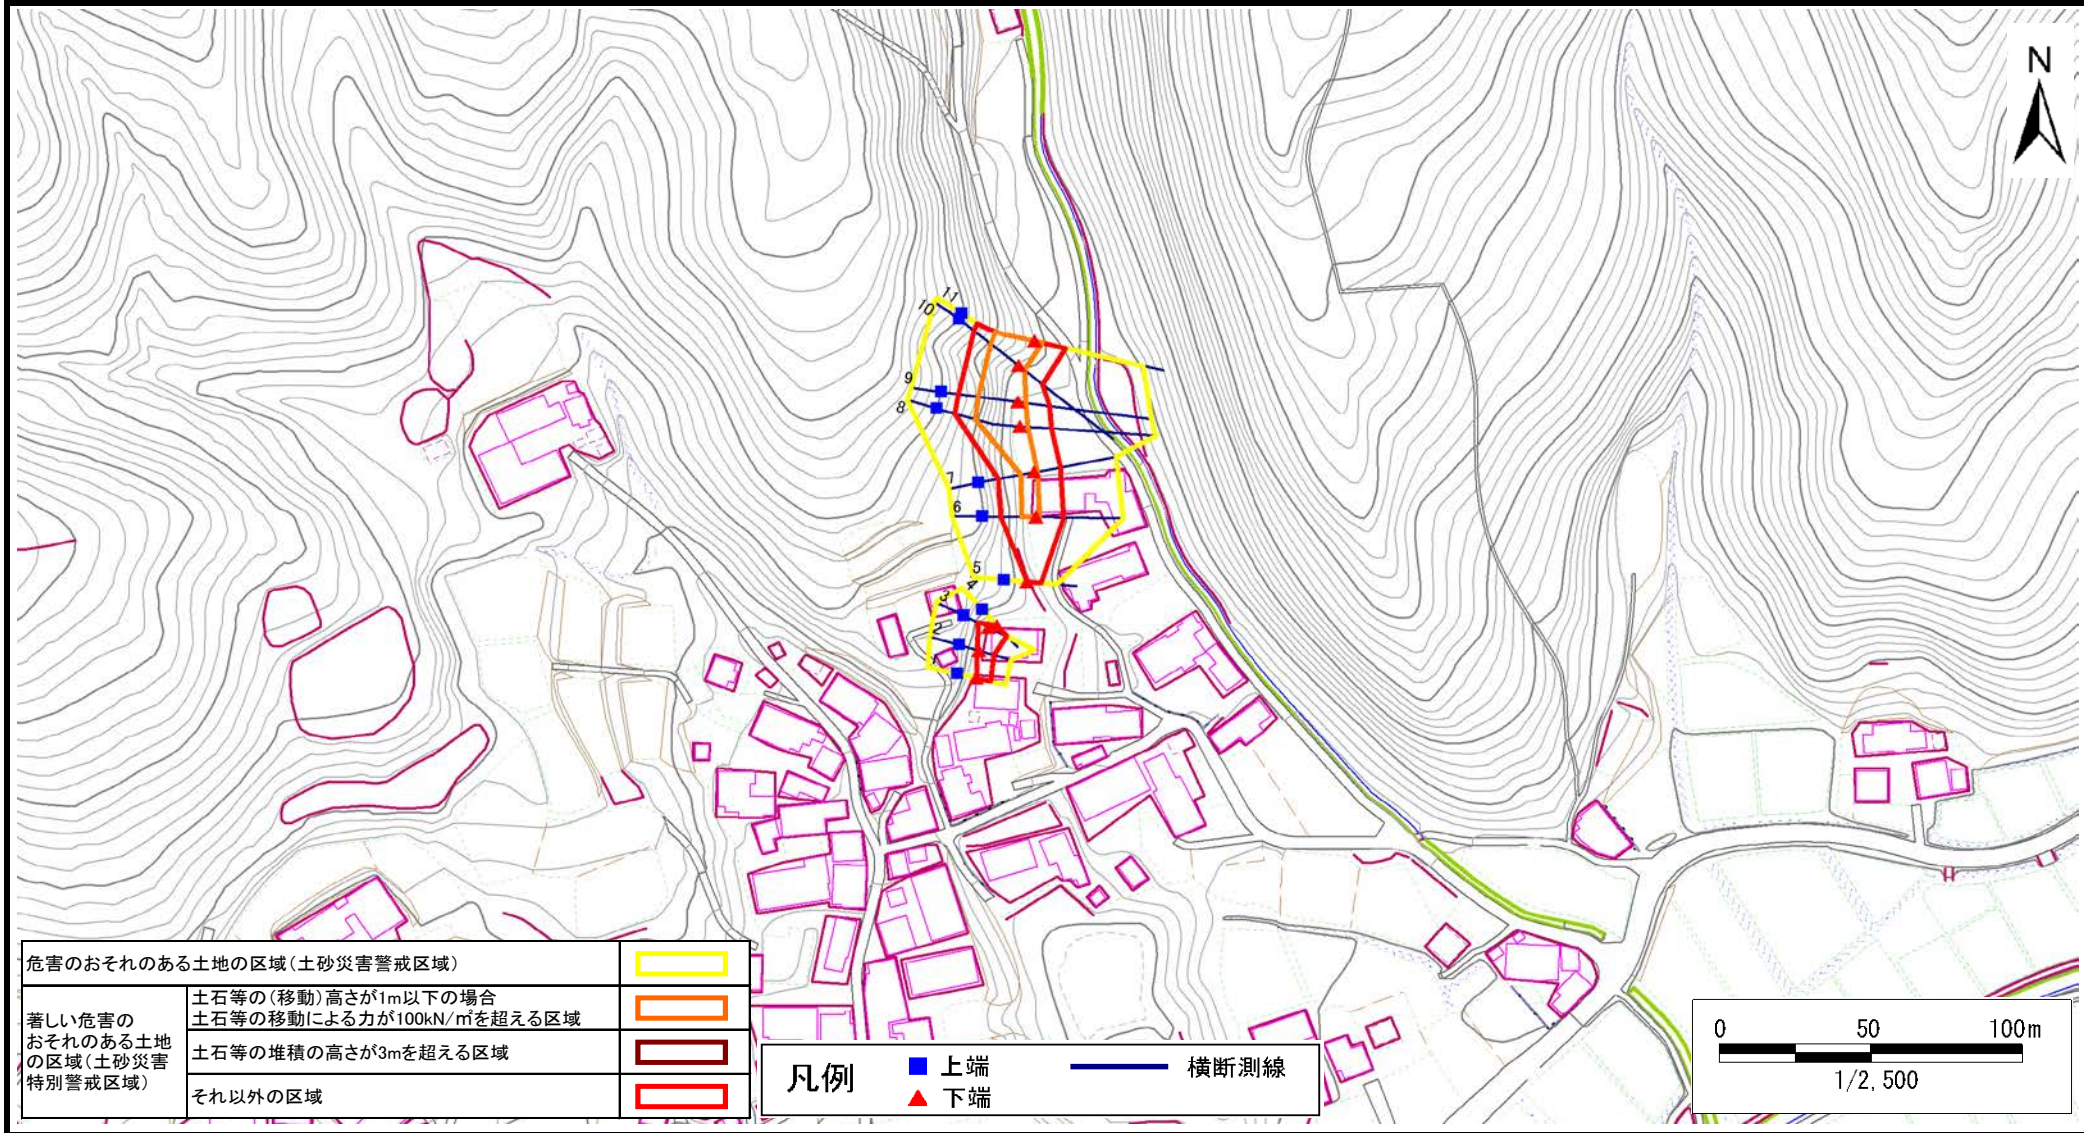 N
11
10
9
8
7
6
5
4
3
2
危害のおそれのある土地の区域(土砂災害警戒区域)
著しい危害の
おそれのある土地
の区域(土砂災害
特別警戒区域)
土石等の(移動)高さが1m以下の場合
土石等の移動による力が100kN/㎡を超える区域
土石等の堆積の高さが3mを超える区域
それ以外の区域
凡例
上端
下端
横断測線
0 50 100m
1/2,500